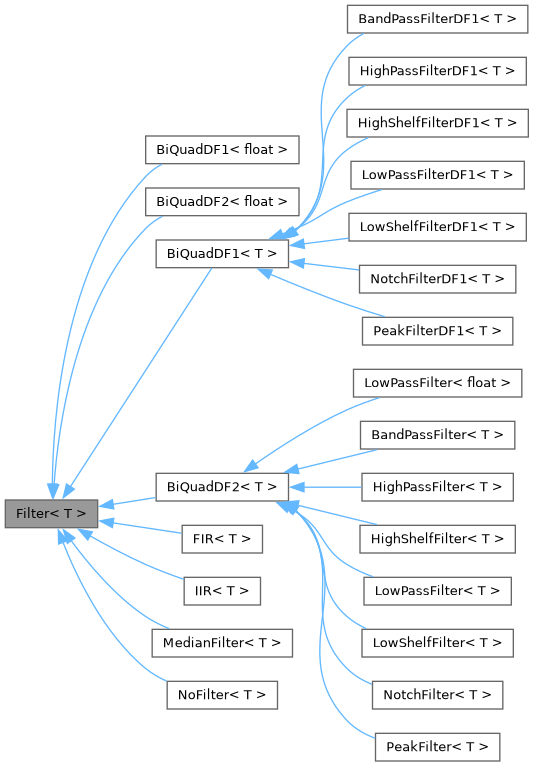 BandPassFilterDF1< T >
HighPassFilterDF1< T >
HighShelfFilterDF1< T >
BiQuadDF1< float >
LowPassFilterDF1< T >
BiQuadDF2< float >
LowShelfFilterDF1< T >
BiQuadDF1< T >
NotchFilterDF1< T >
PeakFilterDF1< T >
LowPassFilter< float >
BandPassFilter< T >
BiQuadDF2< T >
HighPassFilter< T >
Filter< T >
FIR< T >
HighShelfFilter< T >
IIR< T >
LowPassFilter< T >
MedianFilter< T >
LowShelfFilter< T >
NoFilter< T >
NotchFilter< T >
PeakFilter< T >